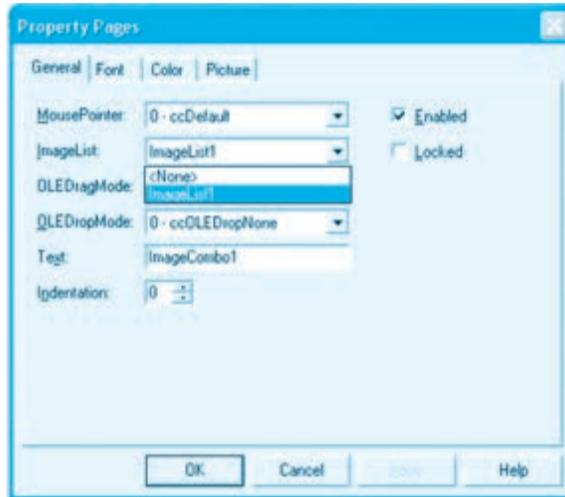 Property Pages
General Font Color Picture
MousePointer: 0 - ccDefault
Enabled
ImageList: ImageList1
Locked
<None>
OLEDragMode: ImageList1
OLEDropMode: 0 - ccOLEDropNone
Text: ImageCombo1
Indentation: 0
OK Cancel Help